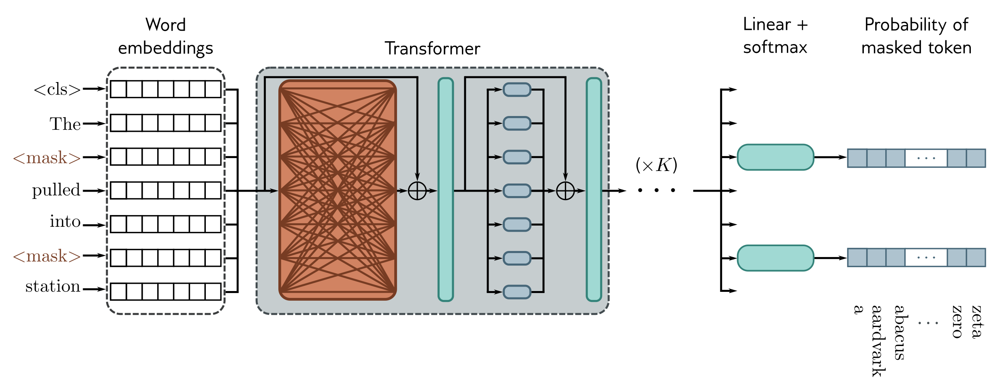 Word
embeddings
Transformer
Linear +
softmax
Probability of
masked token
<cls>
The
<mask>
pulled
into
<mask>
station
(×K)
. . .
. . .
. . .
a
aardvark
abacus
. . .
zero
zeta